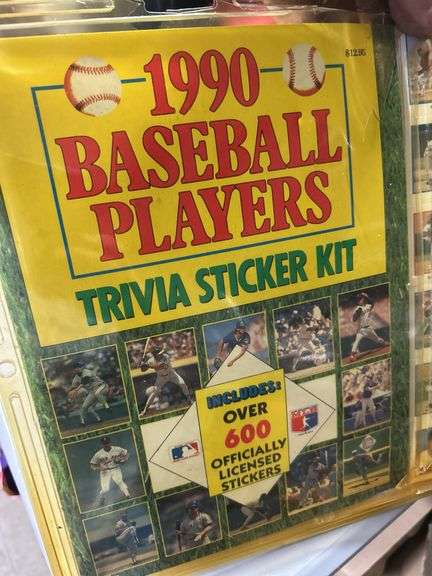 $12.95
1990
BASEBALL
PLAYERS
TRIVIA STICKER KIT
INCLUDES:
OVER
600
OFFICIALLY
LICENSED
STICKERS